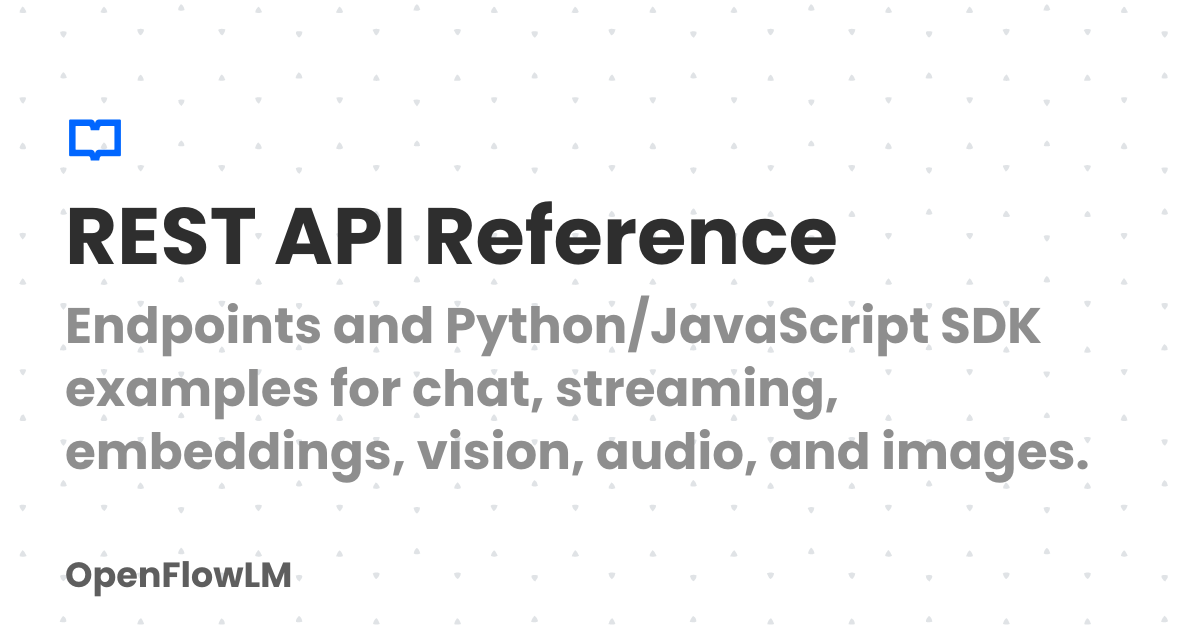 REST API Reference
Endpoints and Python/JavaScript SDK
examples for chat, streaming,
embeddings, vision, audio, and images.
OpenFlowLM